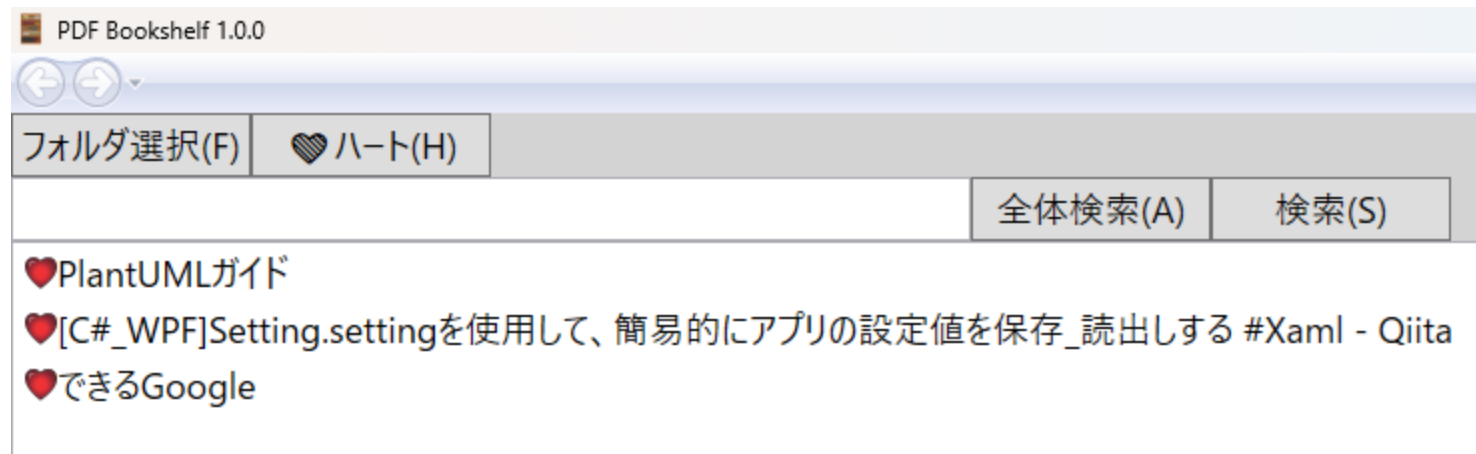 PDF Bookshelf 1.0.0
フォルダ選択(F) ハート(H)
全体検索(A) 検索(S)
PlantUMLガイド
[C#_WPF]Setting.settingを使用して、簡易的にアプリの設定値を保存_読出しする #Xaml - Qiita
できるGoogle